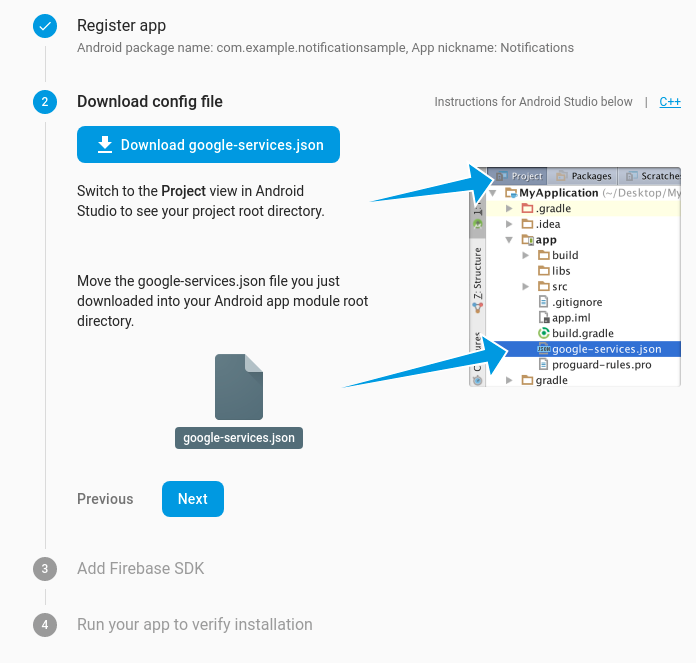 Register app
Android package name: com.example.notificationsample, App nickname: Notifications
2
Download config file
Instructions for Android Studio below | C++
Download google-services.json
Switch to the Project view in Android
Studio to see your project root directory.
Move the google-services.json file you just
downloaded into your Android app module root
directory.
google-services.json
Project
Packages
Scratches
MyApplication (~/Desktop/My
.gradle
.idea
app
build
libs
src
.gitignore
app.iml
build.gradle
google-services.json
proguard-rules.pro
gradle
Z: Structure
Previous
Next
3
Add Firebase SDK
4
Run your app to verify installation